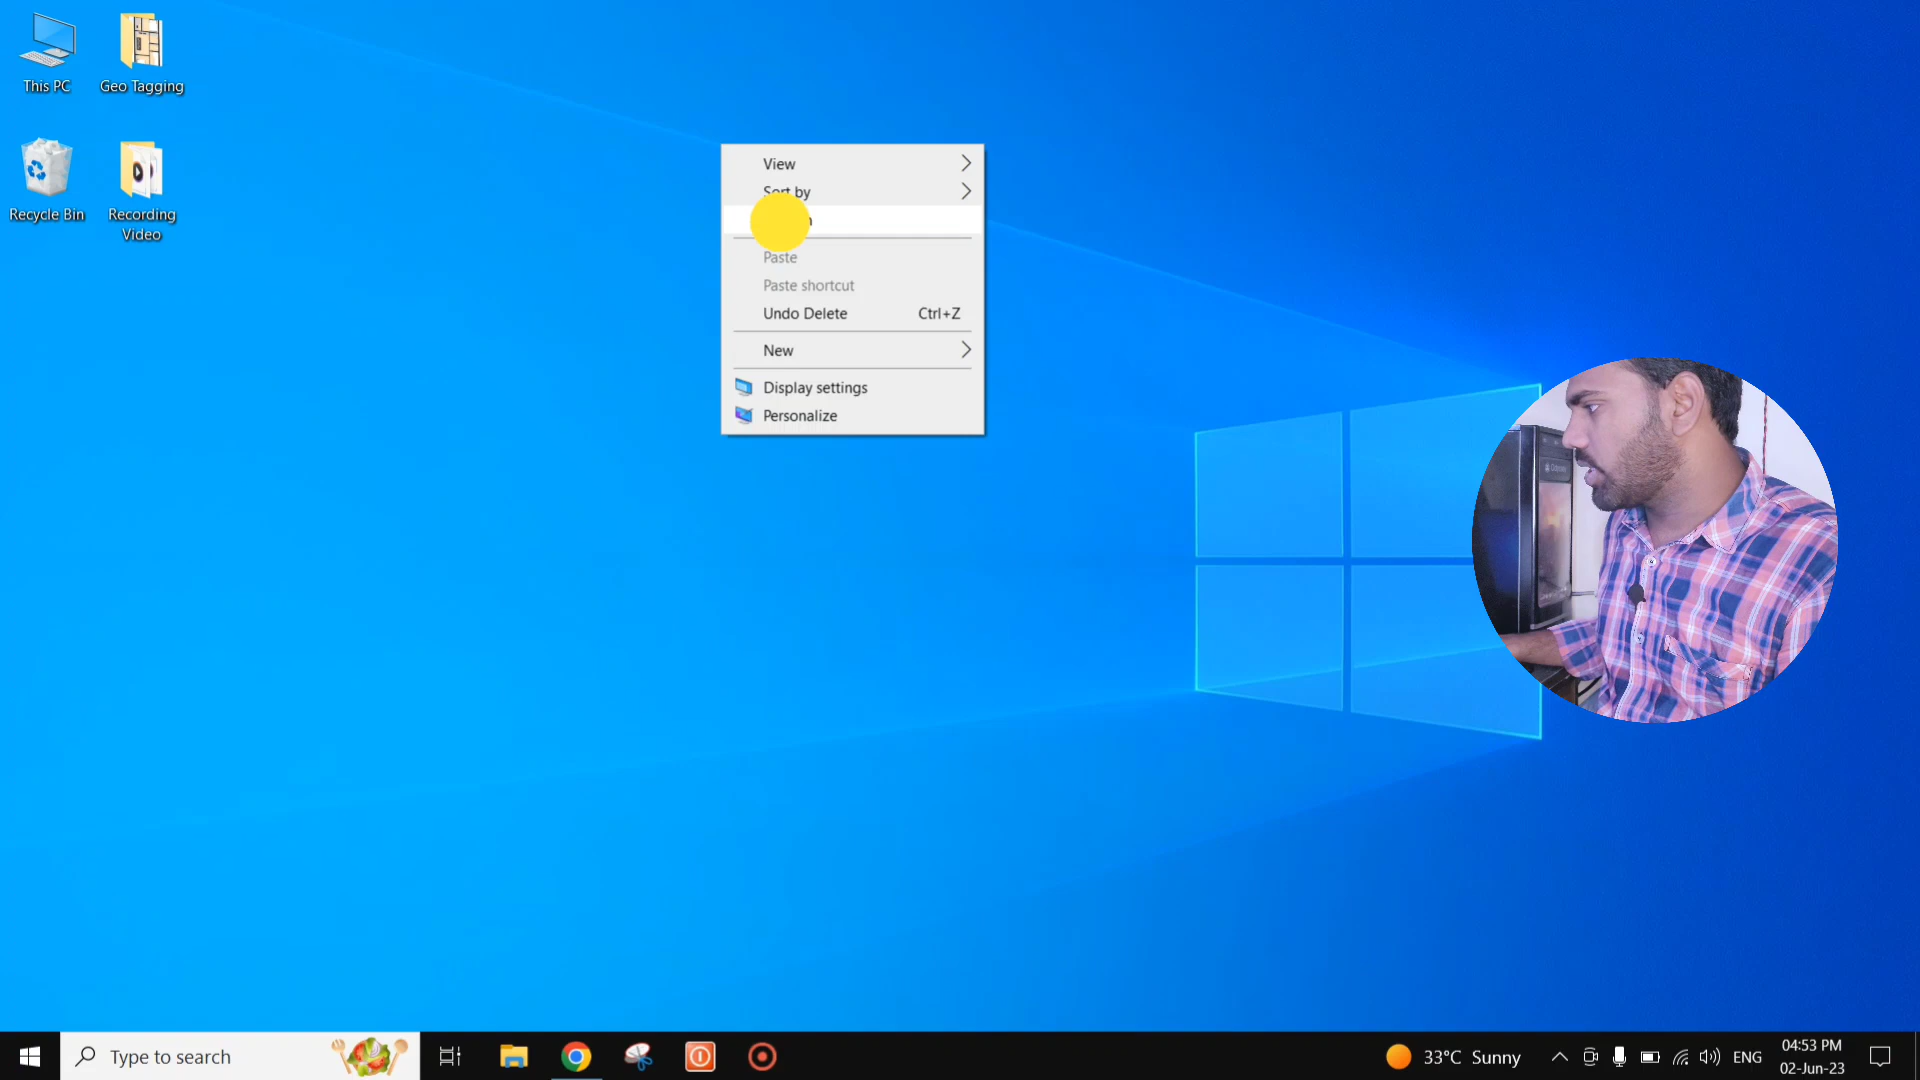 This PC
Geo Tagging
Recycle Bin
Recording
Video
View
Sort by
Paste
Paste shortcut
Undo Delete Ctrl+Z
New
Display settings
Personalize
Type to search
33°C Sunny
ENG
04:53 PM
02-Jun-23